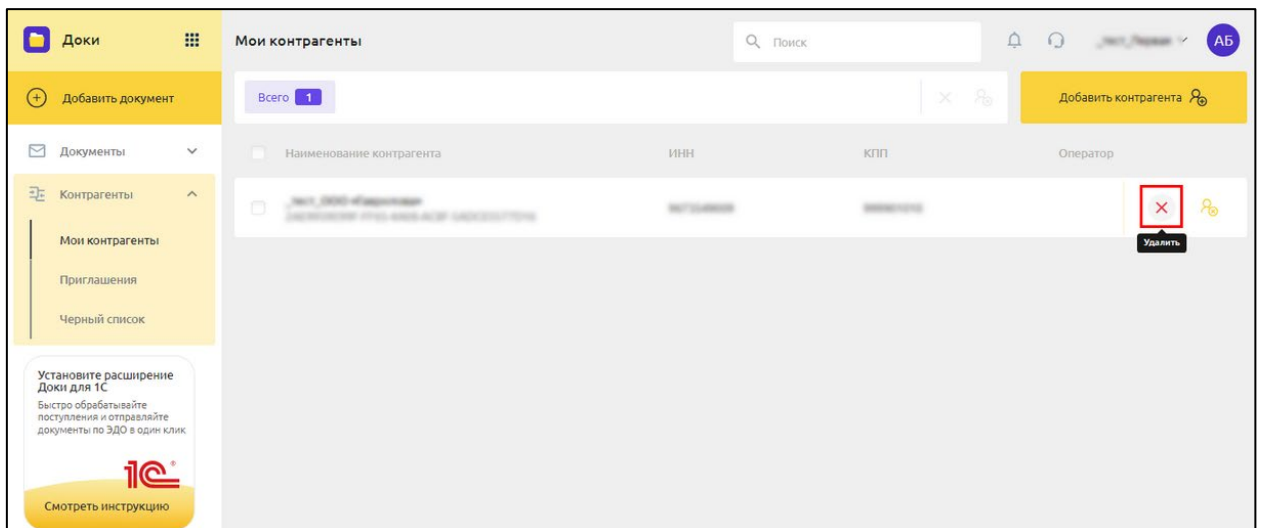 Доки
Мои контрагенты
Поиск
АБ
Добавить документ
Всего 1
Добавить контрагента
Документы
Наименование контрагента
ИНН
КПП
Оператор
Контрагенты
Мои контрагенты
Удалить
Приглашения
Черный список
Установите расширение
Доки для 1С
Быстро обрабатывайте
поступления и отправляйте
документы по ЭДО в один клик
1С
Смотреть инструкцию